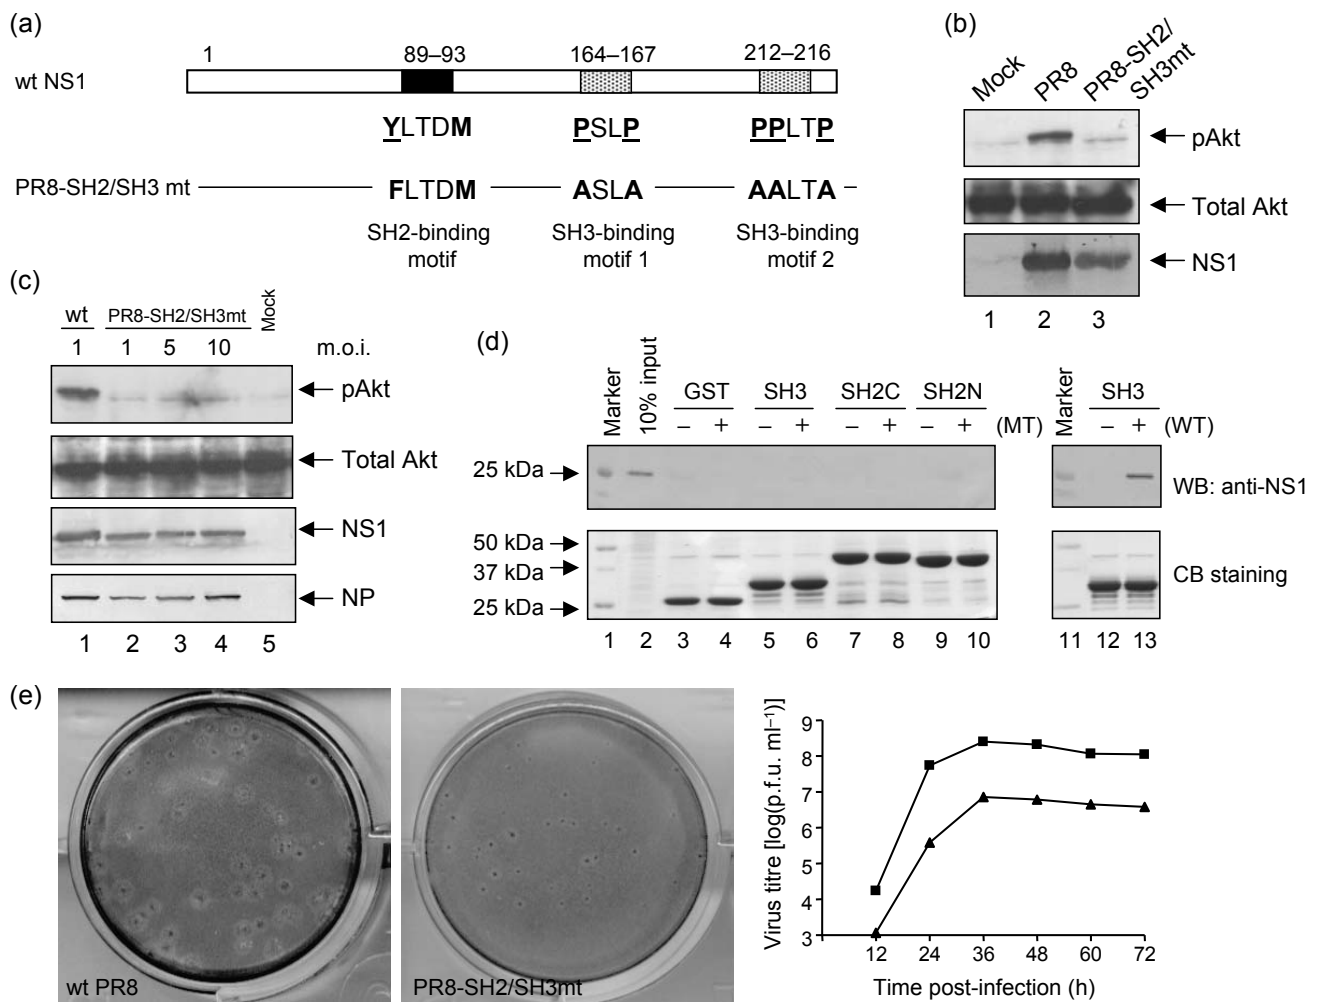 (a)
1
89–93
164–167
212–216
wt NS1
YLTDM
PSLP
PPLTP
PR8-SH2/SH3 mt
FLTDM
ASLA
AALTA
SH2-binding motif
SH3-binding motif 1
SH3-binding motif 2
(b)
Mock
PR8
PR8-SH2/SH3mt
pAkt
Total Akt
NS1
1 2 3
(c)
wt PR8-SH2/SH3mt Mock
1 1 5 10 m.o.i.
pAkt
Total Akt
NS1
NP
1 2 3 4 5
(d)
Marker
10% input
GST SH3 SH2C SH2N
– + – + – + – + (MT)
25 kDa
50 kDa
37 kDa
25 kDa
1 2 3 4 5 6 7 8 9 10
Marker
SH3
– + (WT)
WB: anti-NS1
CB staining
11 12 13
(e)
wt PR8
PR8-SH2/SH3mt
Virus titre [log(p.f.u. ml⁻¹)]
9
8
7
6
5
4
3
12 24 36 48 60 72
Time post-infection (h)